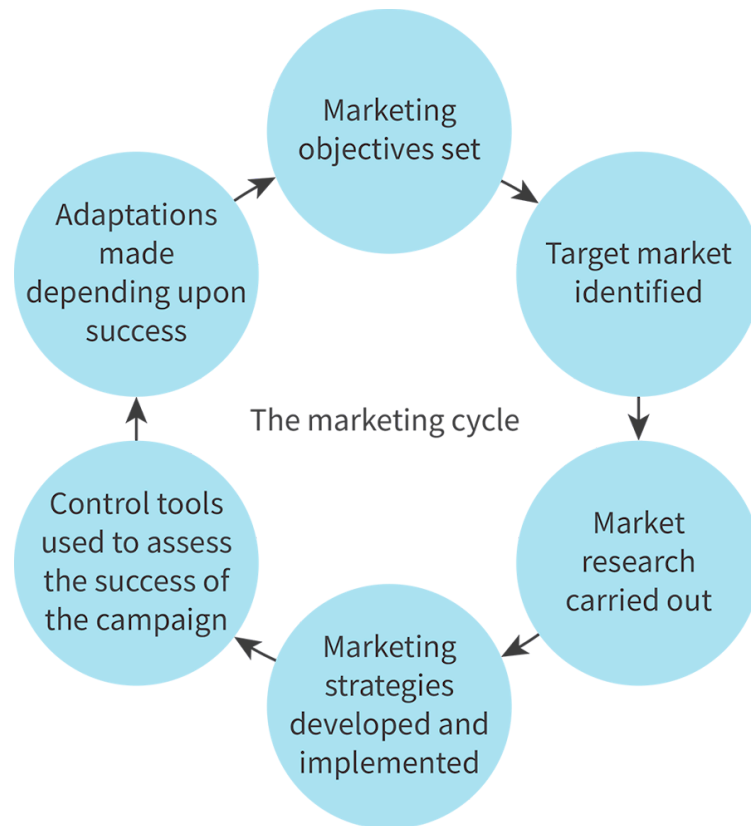 Marketing
objectives set
Target market
identified
Market
research
carried out
Marketing
strategies
developed and
implemented
Control tools
used to assess
the success of
the campaign
Adaptations
made
depending upon
success
The marketing cycle